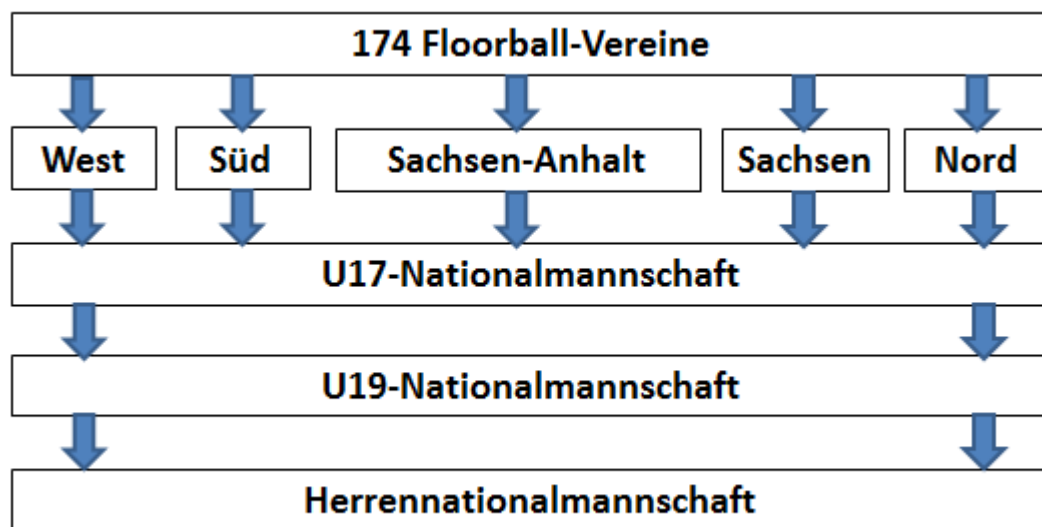 174 Floorball-Vereine
West
Süd
Sachsen-Anhalt
Sachsen
Nord
U17-Nationalmannschaft
U19-Nationalmannschaft
Herrennationalmannschaft